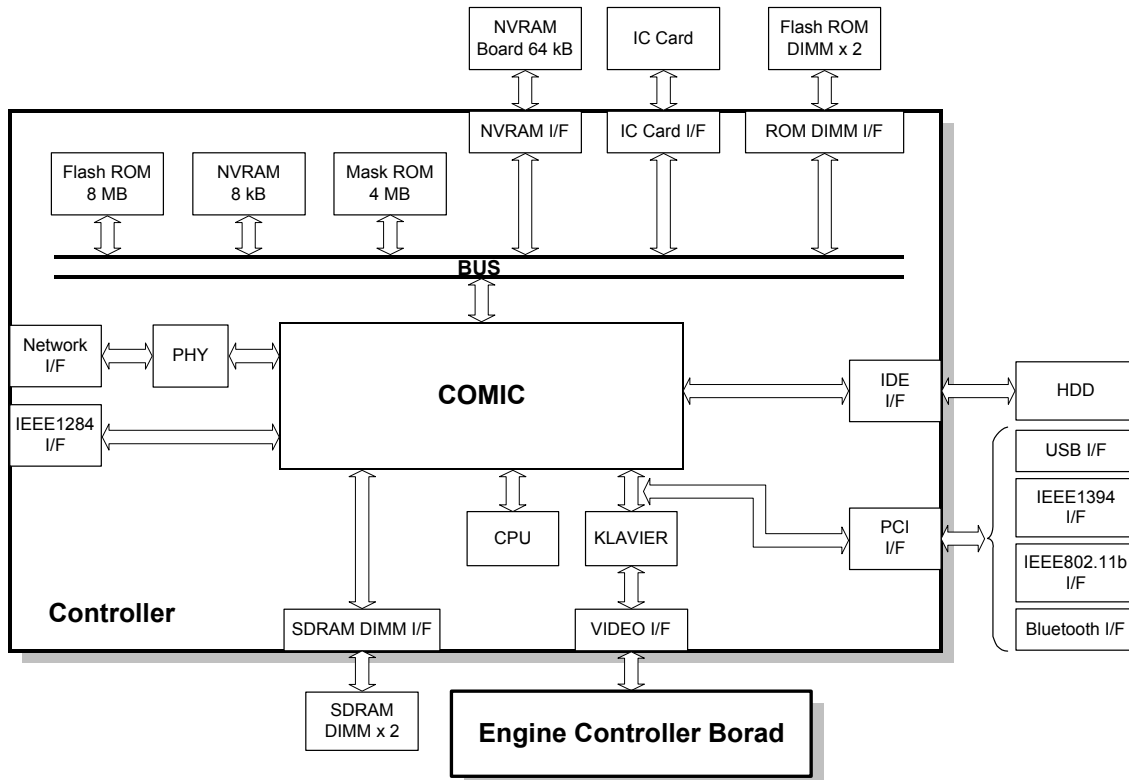 NVRAM
Board 64 kB
IC Card
Flash ROM
DIMM x 2
NVRAM I/F
IC Card I/F
ROM DIMM I/F
Flash ROM
8 MB
NVRAM
8 kB
Mask ROM
4 MB
BUS
Network
I/F
PHY
COMIC
IDE
I/F
HDD
IEEE1284
I/F
USB I/F
IEEE1394
I/F
CPU
KLAVIER
PCI
I/F
IEEE802.11b
I/F
Bluetooth I/F
Controller
SDRAM DIMM I/F
VIDEO I/F
SDRAM
DIMM x 2
Engine Controller Borad